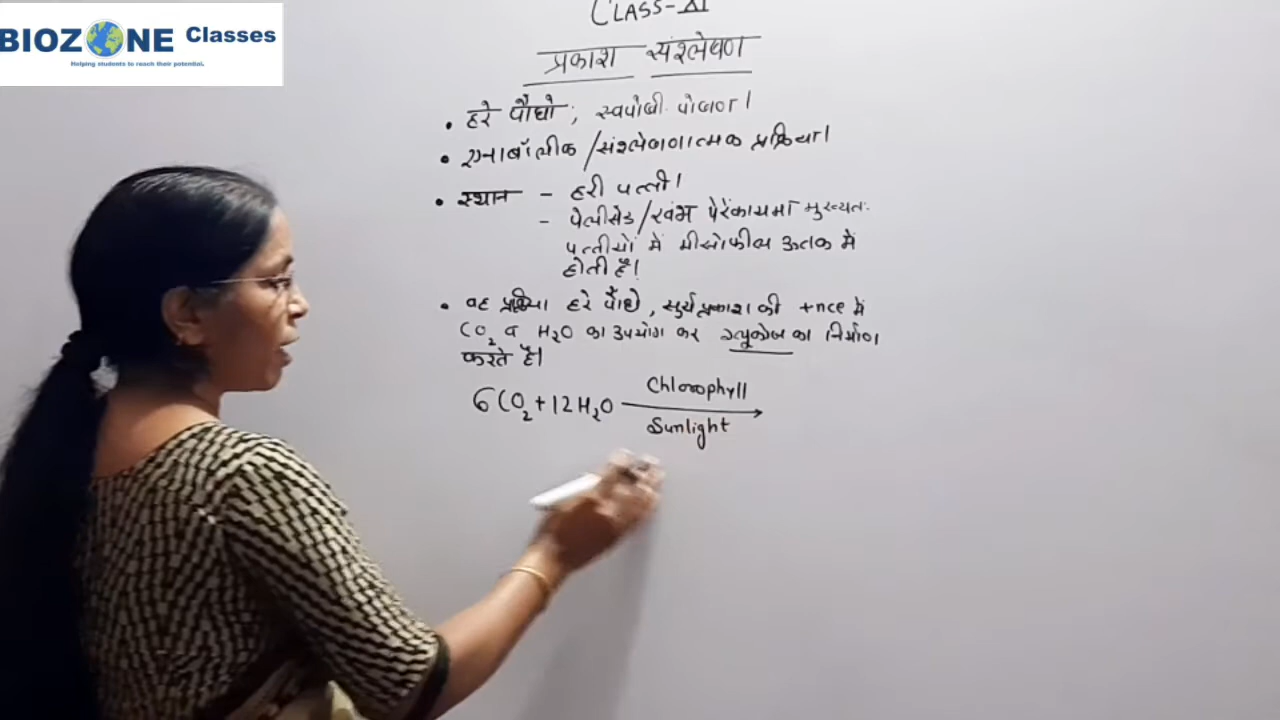 BIOZONE Classes
Helping students to reach their potential.
CLASS-XI
प्रकाश संश्लेषण
• हरे पौधो ; स्वपोषी पोषण।
• एनाबॉलीक / संश्लेषणात्मक प्रक्रिया।
• स्थान - हरी पत्ती।
- पेलीसेड / स्वंभ पेरेंकायमा मुख्यतः
पत्तीयों में मीसोफील ऊतक में
होती है।
• वह प्रक्रिया हरे पौधे, सुर्यप्रकाश की +nce में
CO₂ व H₂O का उपयोग कर ग्लूकोज का निर्माण
करते है।
6CO₂+12H₂O Chlorophyll
Sunlight